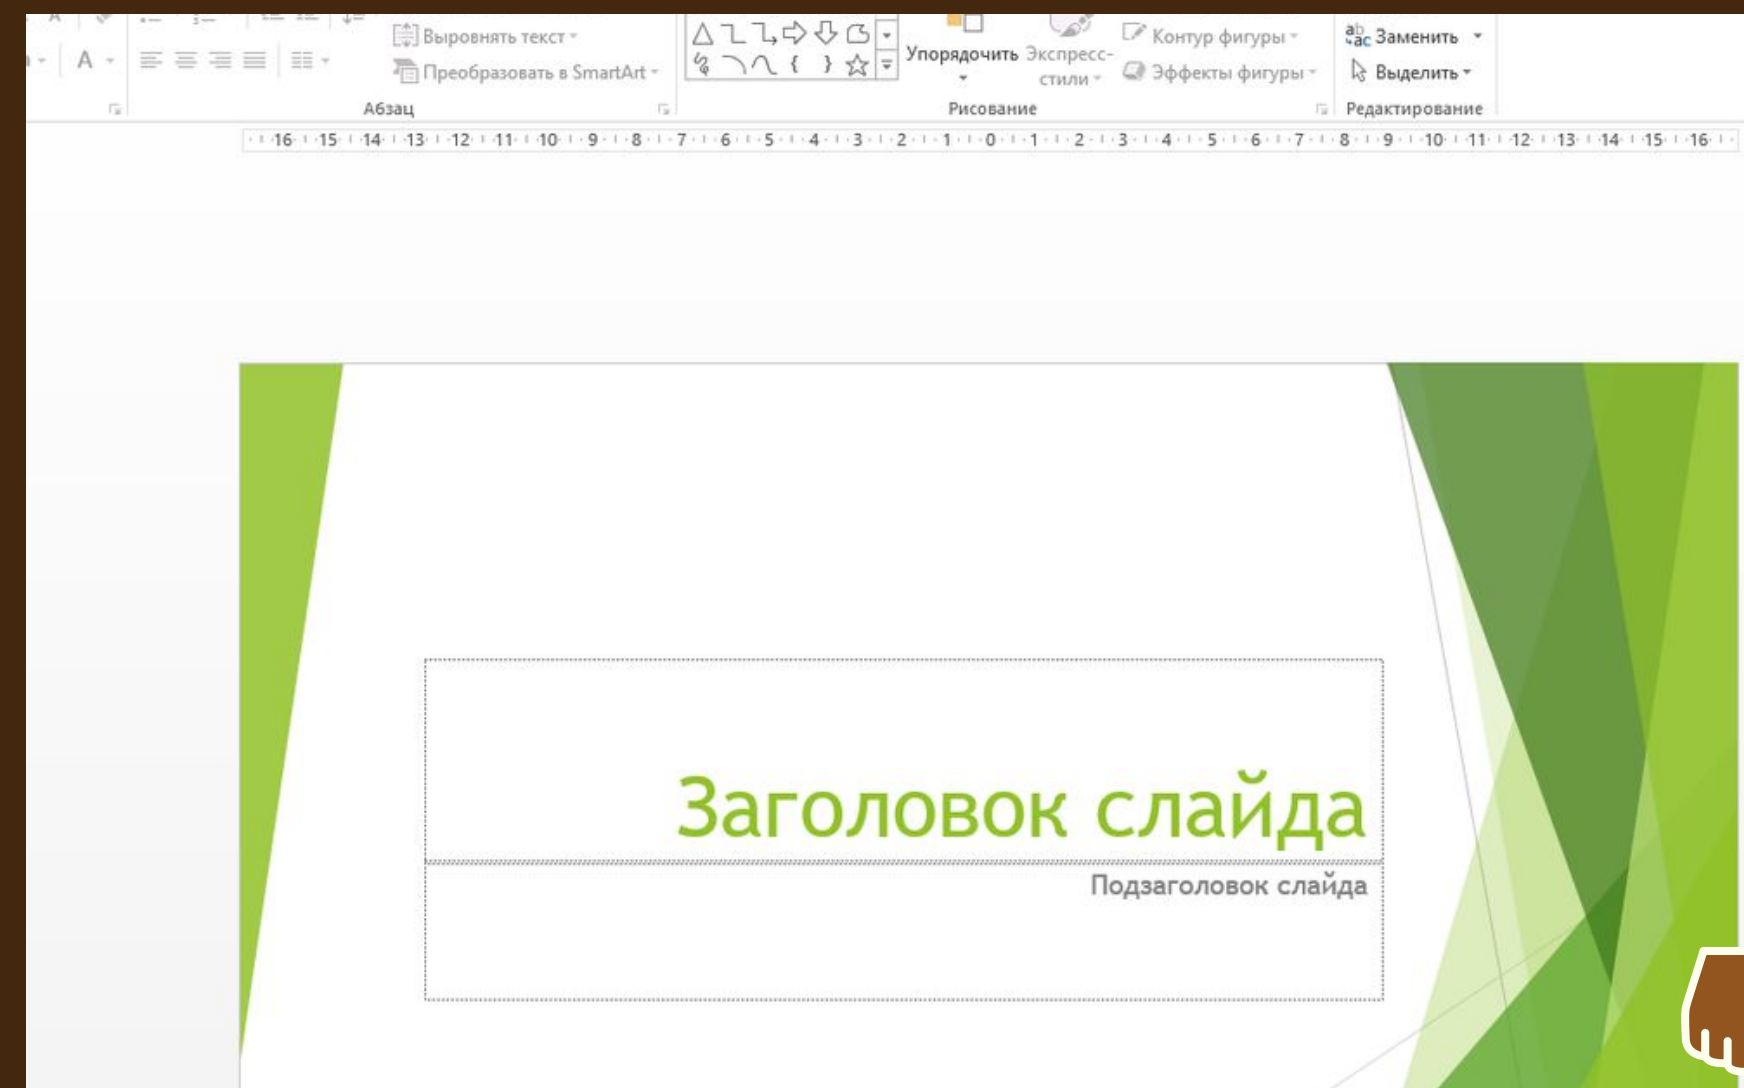 Выровнять текст
Преобразовать в SmartArt
Абзац
Упорядочить
Экспресс-
стили
Контур фигуры
Эффекты фигуры
Рисование
ab
ac Заменить
Выделить
Редактирование
A
16 15 14 13 12 11 10 9 8 7 6 5 4 3 2 1 0 1 2 3 4 5 6 7 8 9 10 11 12 13 14 15 16
Заголовок слайда
Подзаголовок слайда